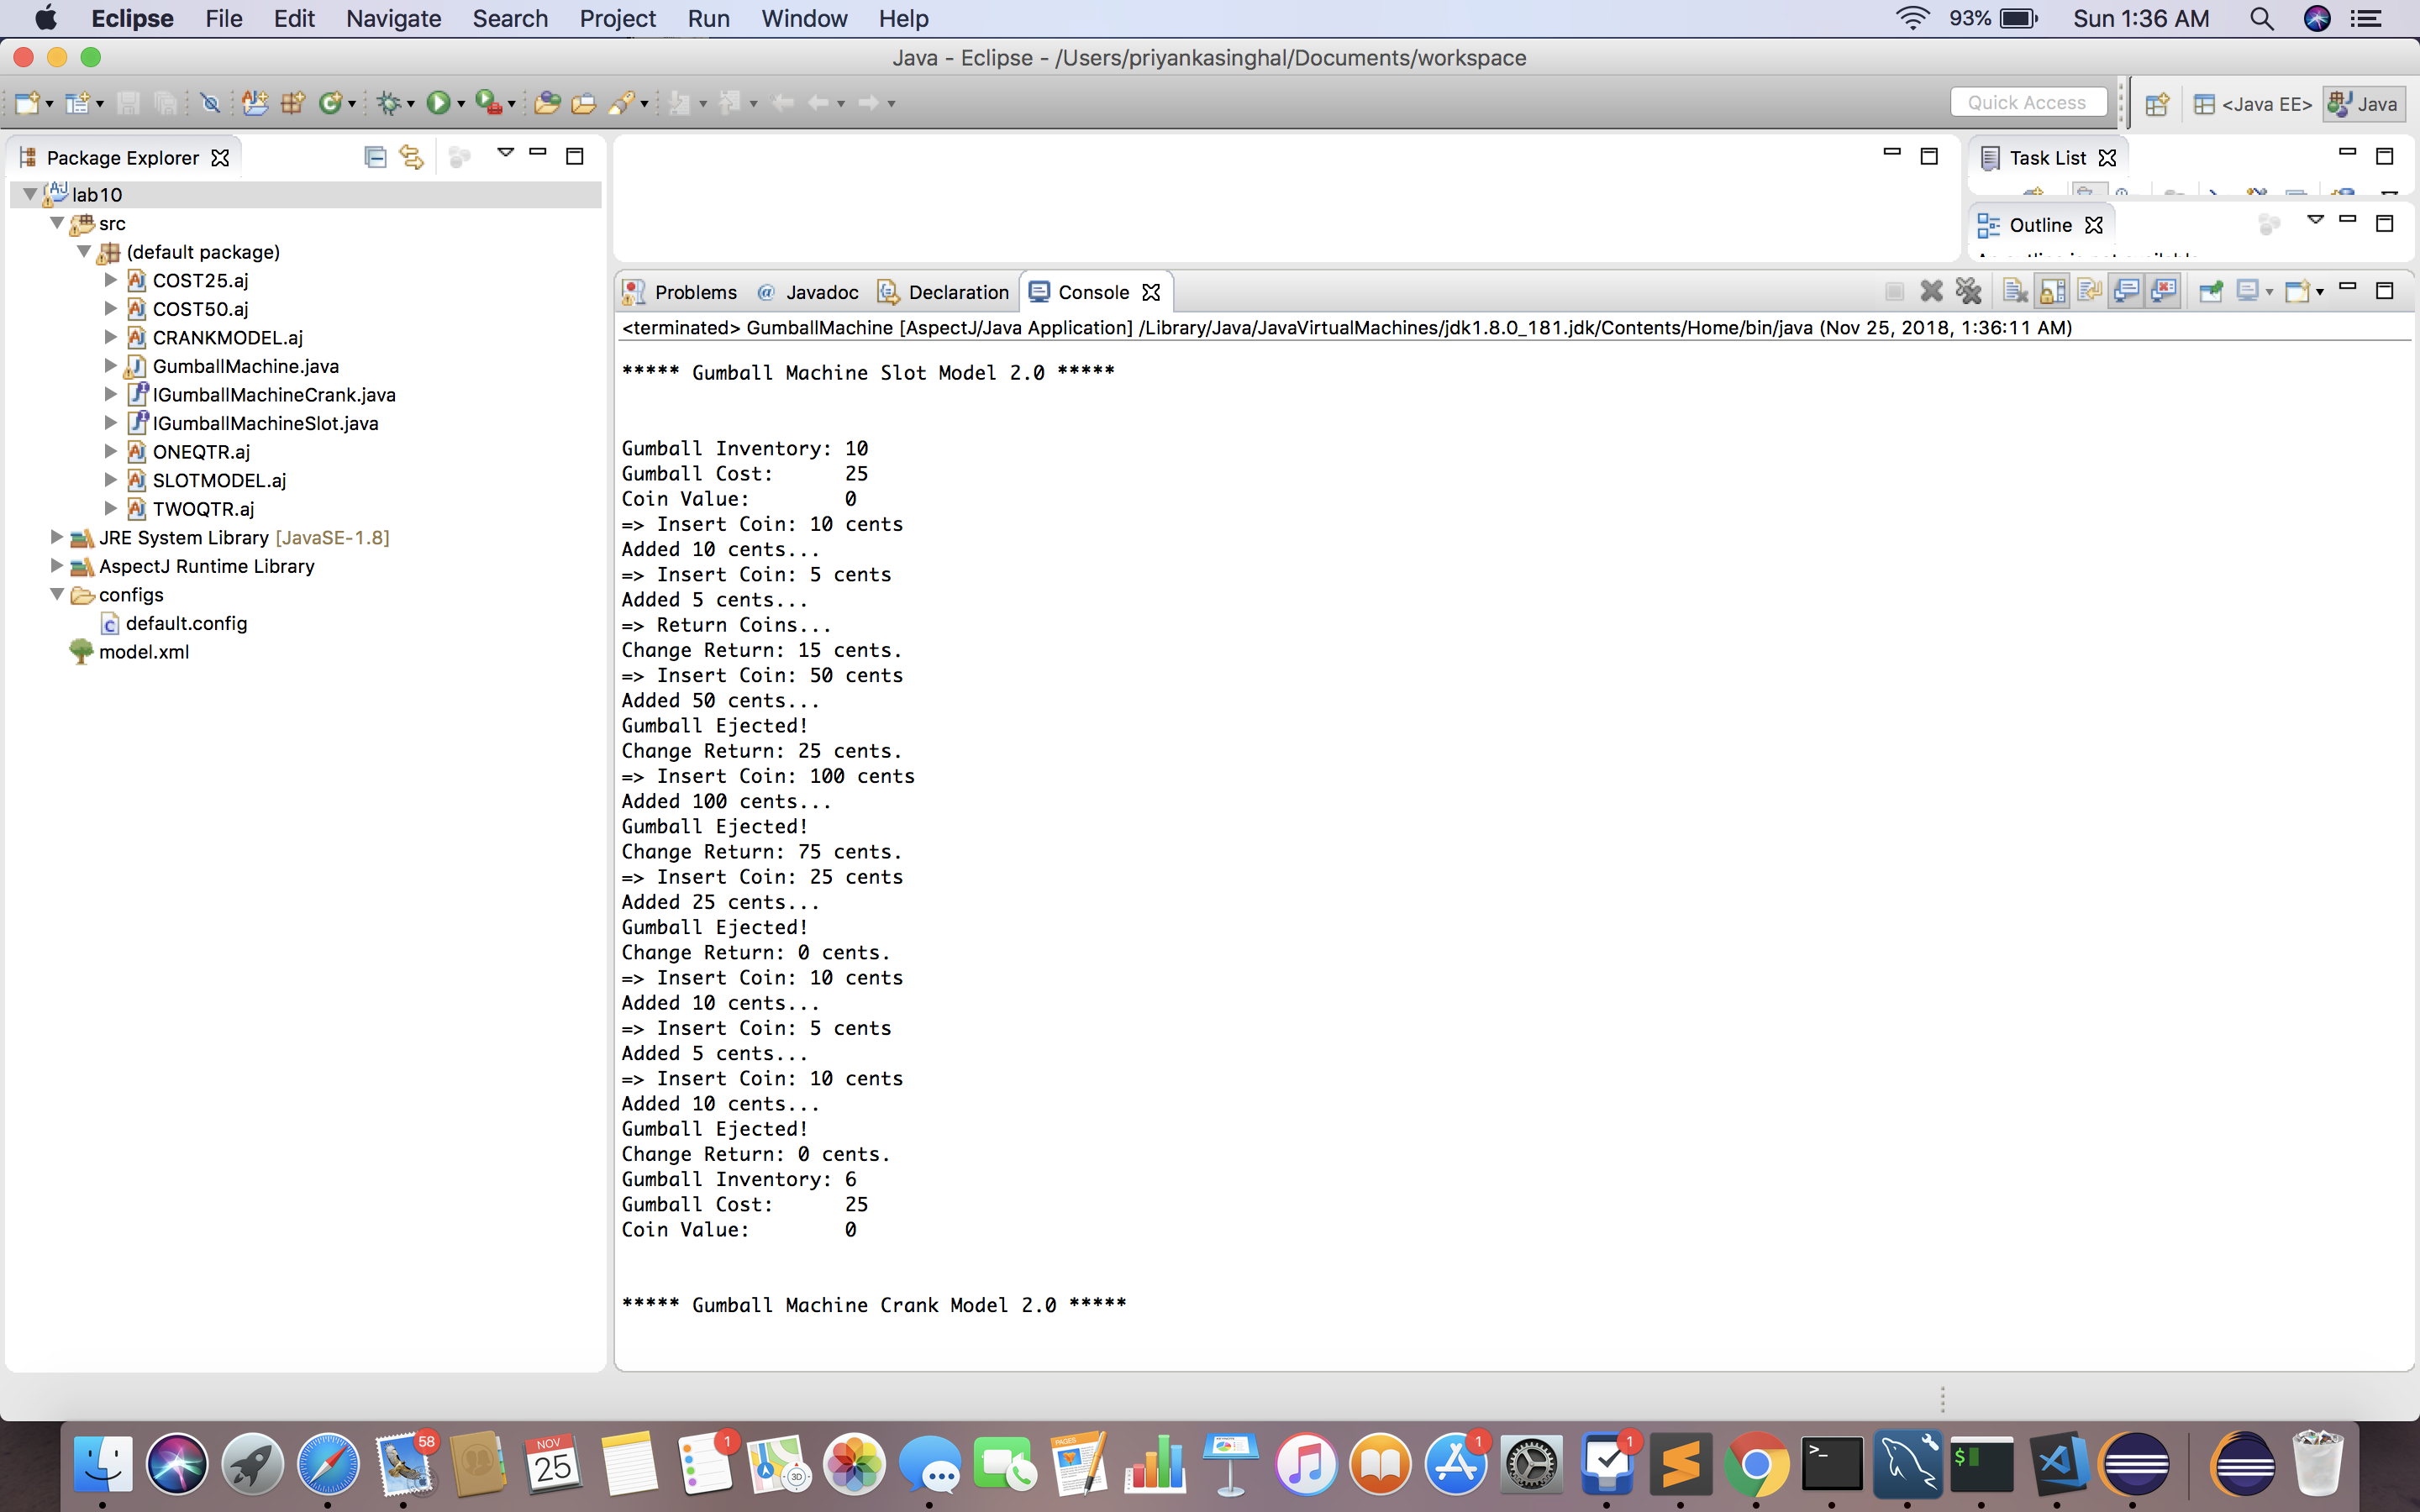 Eclipse File Edit Navigate Search Project Run Window Help 93% Sun 1:36 AM
Java - Eclipse - /Users/priyankasinghal/Documents/workspace
Quick Access <Java EE> Java
Package Explorer
lab10
src
(default package)
COST25.aj
COST50.aj
CRANKMODEL.aj
GumballMachine.java
IGumballMachineCrank.java
IGumballMachineSlot.java
ONEQTR.aj
SLOTMODEL.aj
TWOQTR.aj
JRE System Library [JavaSE-1.8]
AspectJ Runtime Library
configs
default.config
model.xml
Task List
Outline
Problems Javadoc Declaration Console
<terminated> GumballMachine [AspectJ/Java Application] /Library/Java/JavaVirtualMachines/jdk1.8.0_181.jdk/Contents/Home/bin/java (Nov 25, 2018, 1:36:11 AM)
***** Gumball Machine Slot Model 2.0 *****
Gumball Inventory: 10
Gumball Cost: 25
Coin Value: 0
=> Insert Coin: 10 cents
Added 10 cents...
=> Insert Coin: 5 cents
Added 5 cents...
=> Return Coins...
Change Return: 15 cents.
=> Insert Coin: 50 cents
Added 50 cents...
Gumball Ejected!
Change Return: 25 cents.
=> Insert Coin: 100 cents
Added 100 cents...
Gumball Ejected!
Change Return: 75 cents.
=> Insert Coin: 25 cents
Added 25 cents...
Gumball Ejected!
Change Return: 0 cents.
=> Insert Coin: 10 cents
Added 10 cents...
=> Insert Coin: 5 cents
Added 5 cents...
=> Insert Coin: 10 cents
Added 10 cents...
Gumball Ejected!
Change Return: 0 cents.
Gumball Inventory: 6
Gumball Cost: 25
Coin Value: 0
***** Gumball Machine Crank Model 2.0 *****
58
NOV
25
1
3D
PAGES
1
1
>_
$